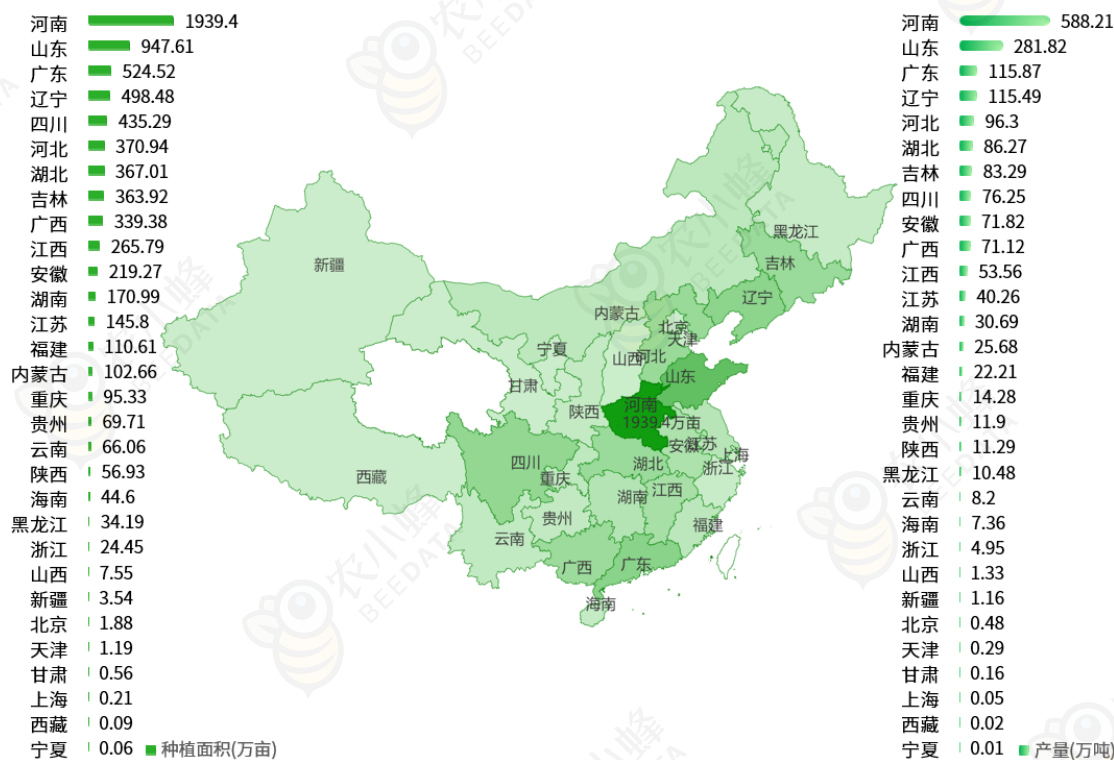 河南 1939.4
山东 947.61
广东 524.52
辽宁 498.48
四川 435.29
河北 370.94
湖北 367.01
吉林 363.92
广西 339.38
江西 265.79
安徽 219.27
湖南 170.99
江苏 145.8
福建 110.61
内蒙古 102.66
重庆 95.33
贵州 69.71
云南 66.06
陕西 56.93
海南 44.6
黑龙江 34.19
浙江 24.45
山西 7.55
新疆 3.54
北京 1.88
天津 1.19
甘肃 0.56
上海 0.21
西藏 0.09
宁夏 0.06
种植面积(万亩)
黑龙江
吉林
新疆
辽宁
内蒙古
北京
天津
宁夏
山西
河北
山东
甘肃
河南
陕西
1939.4万亩
江苏
安徽
上海
四川
湖北
浙江
西藏
重庆
湖南
江西
贵州
福建
云南
广西
广东
海南
河南 588.21
山东 281.82
广东 115.87
辽宁 115.49
河北 96.3
湖北 86.27
吉林 83.29
四川 76.25
安徽 71.82
广西 71.12
江西 53.56
江苏 40.26
湖南 30.69
内蒙古 25.68
福建 22.21
重庆 14.28
贵州 11.9
陕西 11.29
黑龙江 10.48
云南 8.2
海南 7.36
浙江 4.95
山西 1.33
新疆 1.16
北京 0.48
天津 0.29
甘肃 0.16
上海 0.05
西藏 0.02
宁夏 0.01
产量(万吨)
农小蜂
BEEDATA